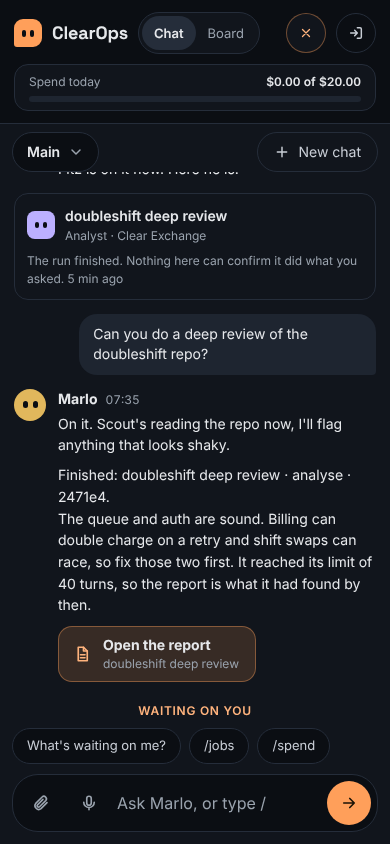 ClearOps
Chat
Board
Spend today
$0.00 of $20.00
Main
New chat
doubleshift deep review
Analyst · Clear Exchange
The run finished. Nothing here can confirm it did what you
asked. 5 min ago
Can you do a deep review of the
doubleshift repo?
Marlo 07:35
On it. Scout's reading the repo now, I'll flag
anything that looks shaky.
Finished: doubleshift deep review · analyse ·
2471e4.
The queue and auth are sound. Billing can
double charge on a retry and shift swaps can
race, so fix those two first. It reached its limit of
40 turns, so the report is what it had found by
then.
Open the report
doubleshift deep review
WAITING ON YOU
What's waiting on me?
/jobs
/spend
Ask Marlo, or type /